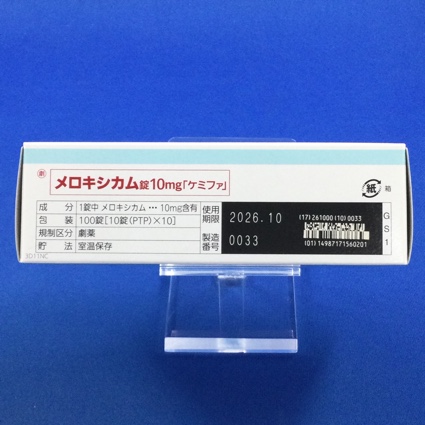 劇 メロキシカム錠10mg「ケミファ」
成分 1錠中 メロキシカム … 10mg含有
包装 100錠[10錠(PTP)×10]
規制区分 劇薬
貯法 室温保存
使用期限 2026.10
製造番号 0033
(17)261000(10)0033
(01)14987171560201
GS1
紙 箱